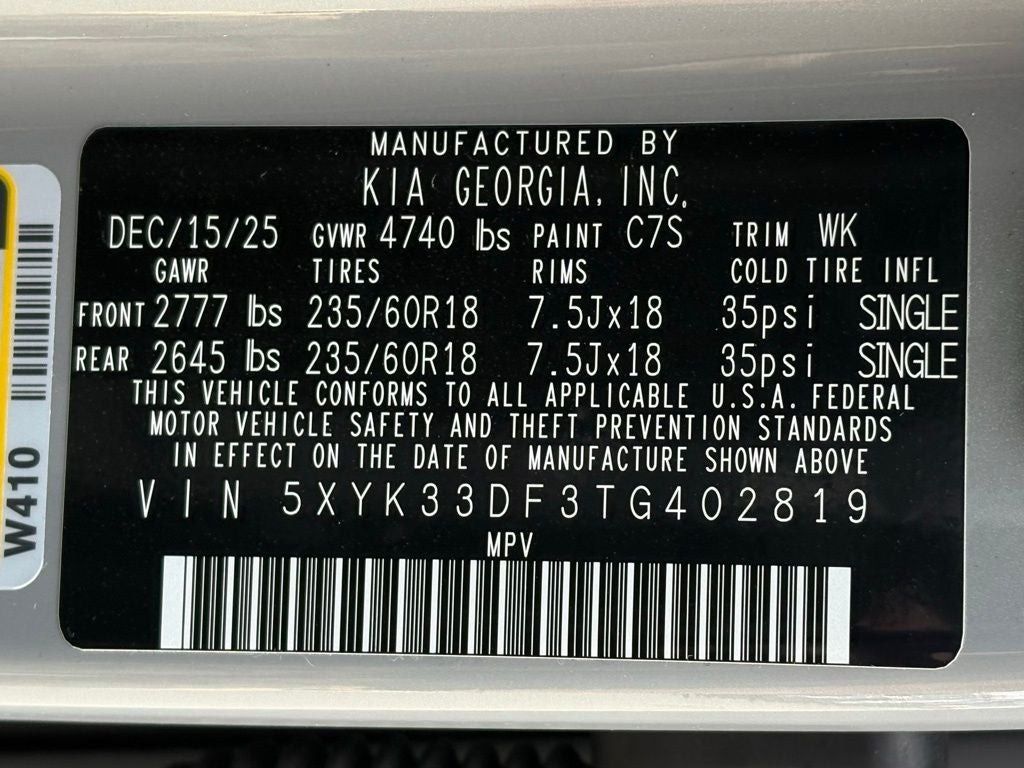 MANUFACTURED BY
KIA GEORGIA, INC.
DEC/15/25 GVWR 4740 lbs PAINT C7S TRIM WK
GAWR TIRES RIMS COLD TIRE INFL
FRONT 2777 lbs 235/60R18 7.5Jx18 35psi SINGLE
REAR 2645 lbs 235/60R18 7.5Jx18 35psi SINGLE
THIS VEHICLE CONFORMS TO ALL APPLICABLE U.S.A. FEDERAL
MOTOR VEHICLE SAFETY AND THEFT PREVENTION STANDARDS
IN EFFECT ON THE DATE OF MANUFACTURE SHOWN ABOVE
VIN 5XYK33DF3TG402819
MPV
W410